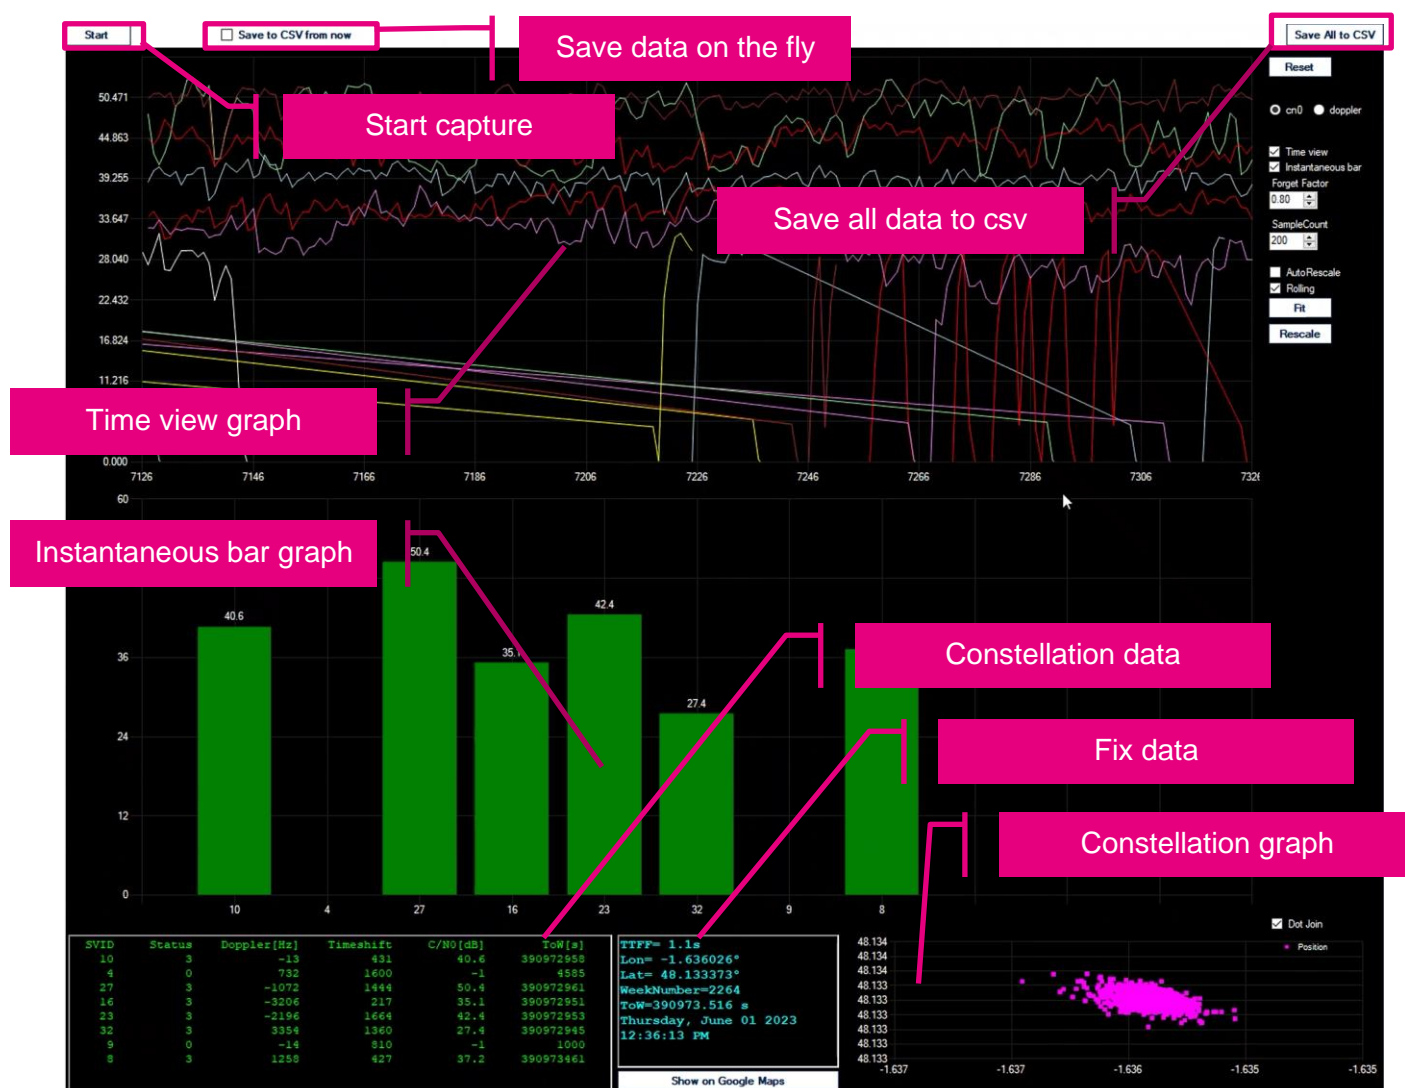 Start
Save to CSV from now
Save data on the fly
Save All to CSV
Reset
cn0 doppler
Time view
Instantaneous bar
Forget Factor
0.80
SampleCount
200
AutoRescale
Rolling
Fit
Rescale
Start capture
Save all data to csv
Time view graph
50.471
44.863
39.255
33.647
28.040
22.432
16.824
11.216
0.000
7126 7146 7166 7186 7206 7226 7246 7266 7286 7306
60
36
24
12
0
Instantaneous bar graph
40.6
50.4
42.4
27.4
10 4 27 16 23 32 9 8
Constellation data
Fix data
Constellation graph
SVID Status Doppler[Hz] Timeshift C/N0[dB] ToW[s]
10 3 -13 431 40.6 390972958
4 0 732 1600 -1 4585
27 3 -1072 1444 50.4 390972961
16 3 -3206 217 35.1 390972951
23 3 -2196 1664 42.4 390972953
32 3 3354 1360 27.4 390972945
9 0 -14 810 -1 1000
8 3 1258 427 37.2 390973461
TTFF= 1.1s
Lon= -1.636026°
Lat= 48.133373°
WeekNumber=2264
ToW=390973.516 s
Thursday, June 01 2023
12:36:13 PM
Show on Google Maps
Dot Join
Position
48.134
48.134
48.134
48.133
48.133
48.133
48.133
48.133
48.133
-1.637 -1.637 -1.636 -1.635 -1.635